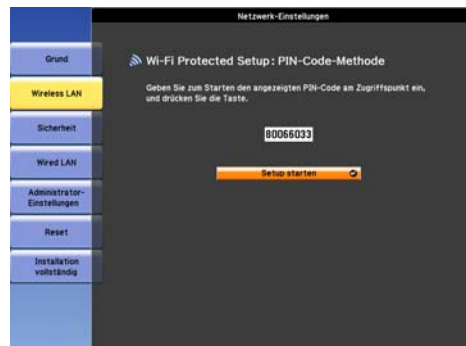 Netzwerk-Einstellungen
Grund
Wireless LAN
Sicherheit
Wired LAN
Administrator-
Einstellungen
Reset
Installation
vollständig
Wi-Fi Protected Setup: PIN-Code-Methode
Geben Sie zum Starten den angezeigten PIN-Code am Zugriffspunkt ein,
und drücken Sie die Taste.
80066033
Setup starten